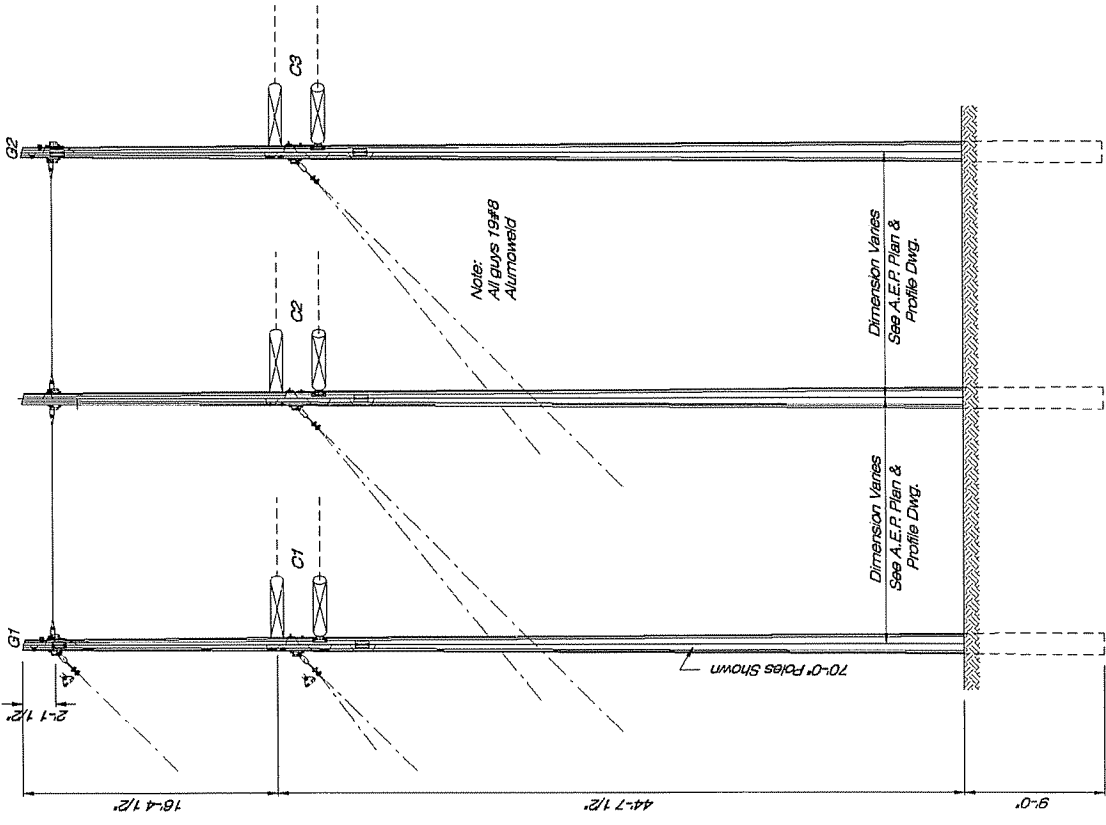 G1
G2
2'-1 1/2"
16'-4 1/2"
C1
C2
C3
Note:
All guys 19#8
Alumoweld
44'-7 1/2"
70'-0" Poles Shown
Dimension Varies
See A.E.P. Plan &
Profile Dwg.
Dimension Varies
See A.E.P. Plan &
Profile Dwg.
9'-0"